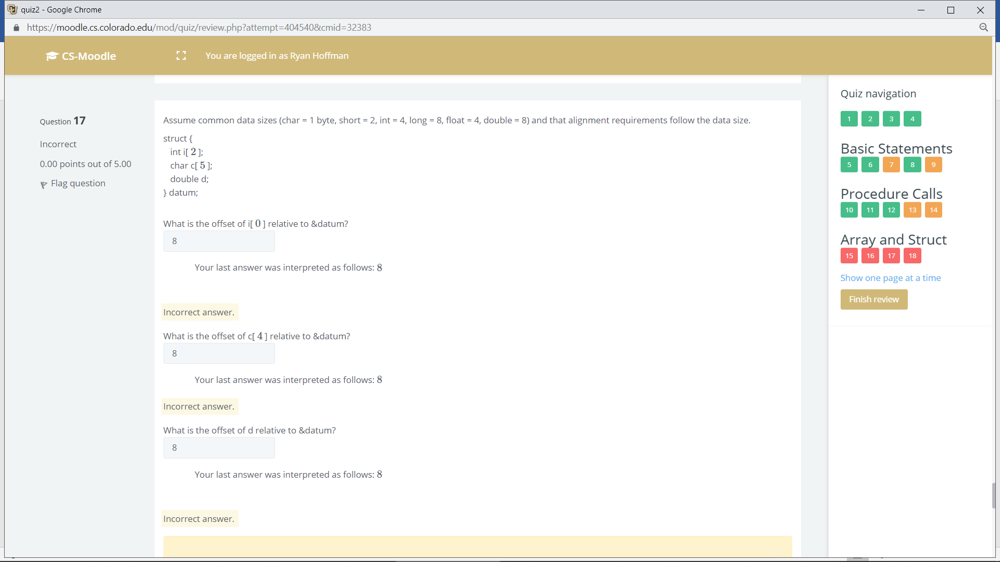 quiz2 - Google Chrome
https://moodle.cs.colorado.edu/mod/quiz/review.php?attempt=404540&cmid=32383
CS-Moodle
You are logged in as Ryan Hoffman
Question 17
Incorrect
0.00 points out of 5.00
Flag question
Assume common data sizes (char = 1 byte, short = 2, int = 4, long = 8, float = 4, double = 8) and that alignment requirements follow the data size.
struct {
int i[ 2 ];
char c[ 5 ];
double d;
} datum;
What is the offset of i[ 0 ] relative to &datum?
8
Your last answer was interpreted as follows: 8
Incorrect answer.
What is the offset of c[ 4 ] relative to &datum?
8
Your last answer was interpreted as follows: 8
Incorrect answer.
What is the offset of d relative to &datum?
8
Your last answer was interpreted as follows: 8
Incorrect answer.
Quiz navigation
1 2 3 4
Basic Statements
5 6 7 8 9
Procedure Calls
10 11 12 13 14
Array and Struct
15 16 17 18
Show one page at a time
Finish review